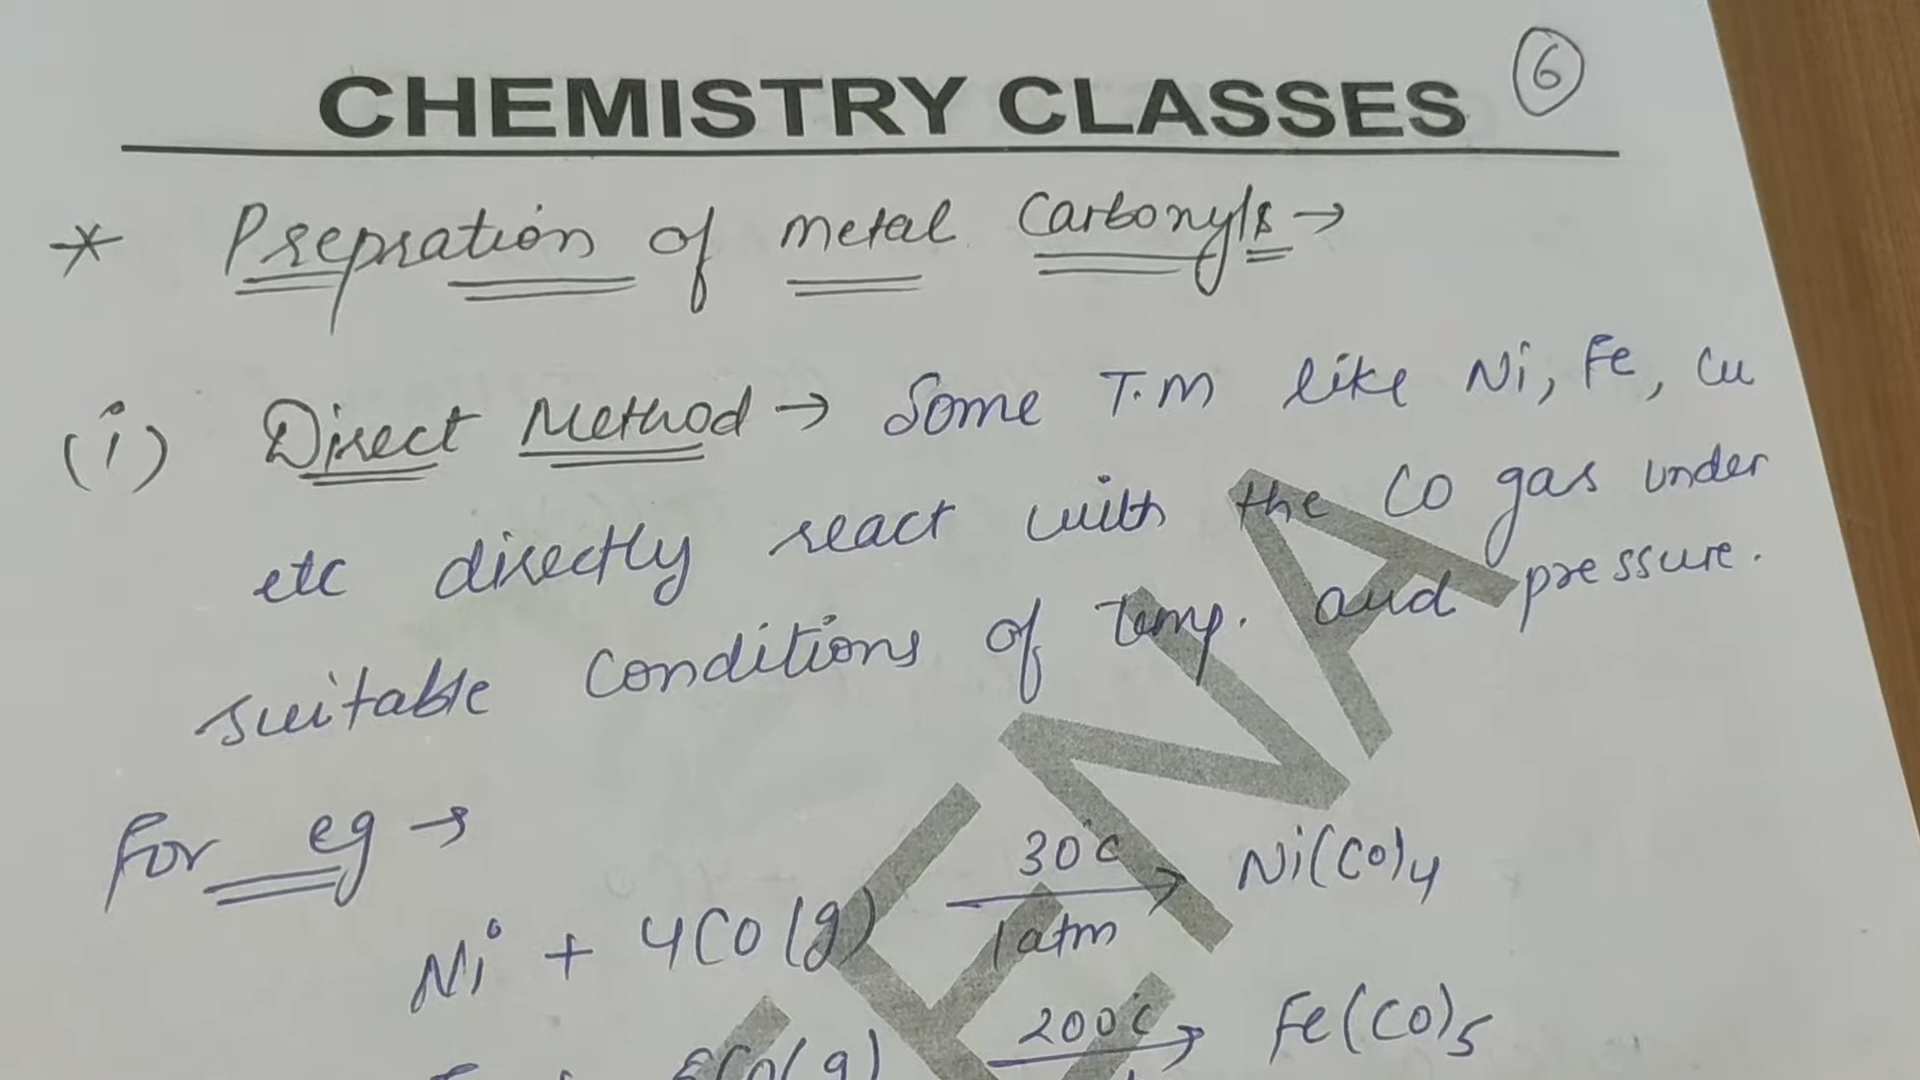 CHEMISTRY CLASSES 6
* Prepration of metal Carbonyls →
(i) Direct Method → Some T.M like Ni, Fe, Cu
etc directly react with the CO gas under
suitable conditions of temp. and pressure.
For eg →
Ni + 4CO(g) 30°C 1atm → Ni(CO)4
5CO(g) 200°C → Fe(CO)5
ENA